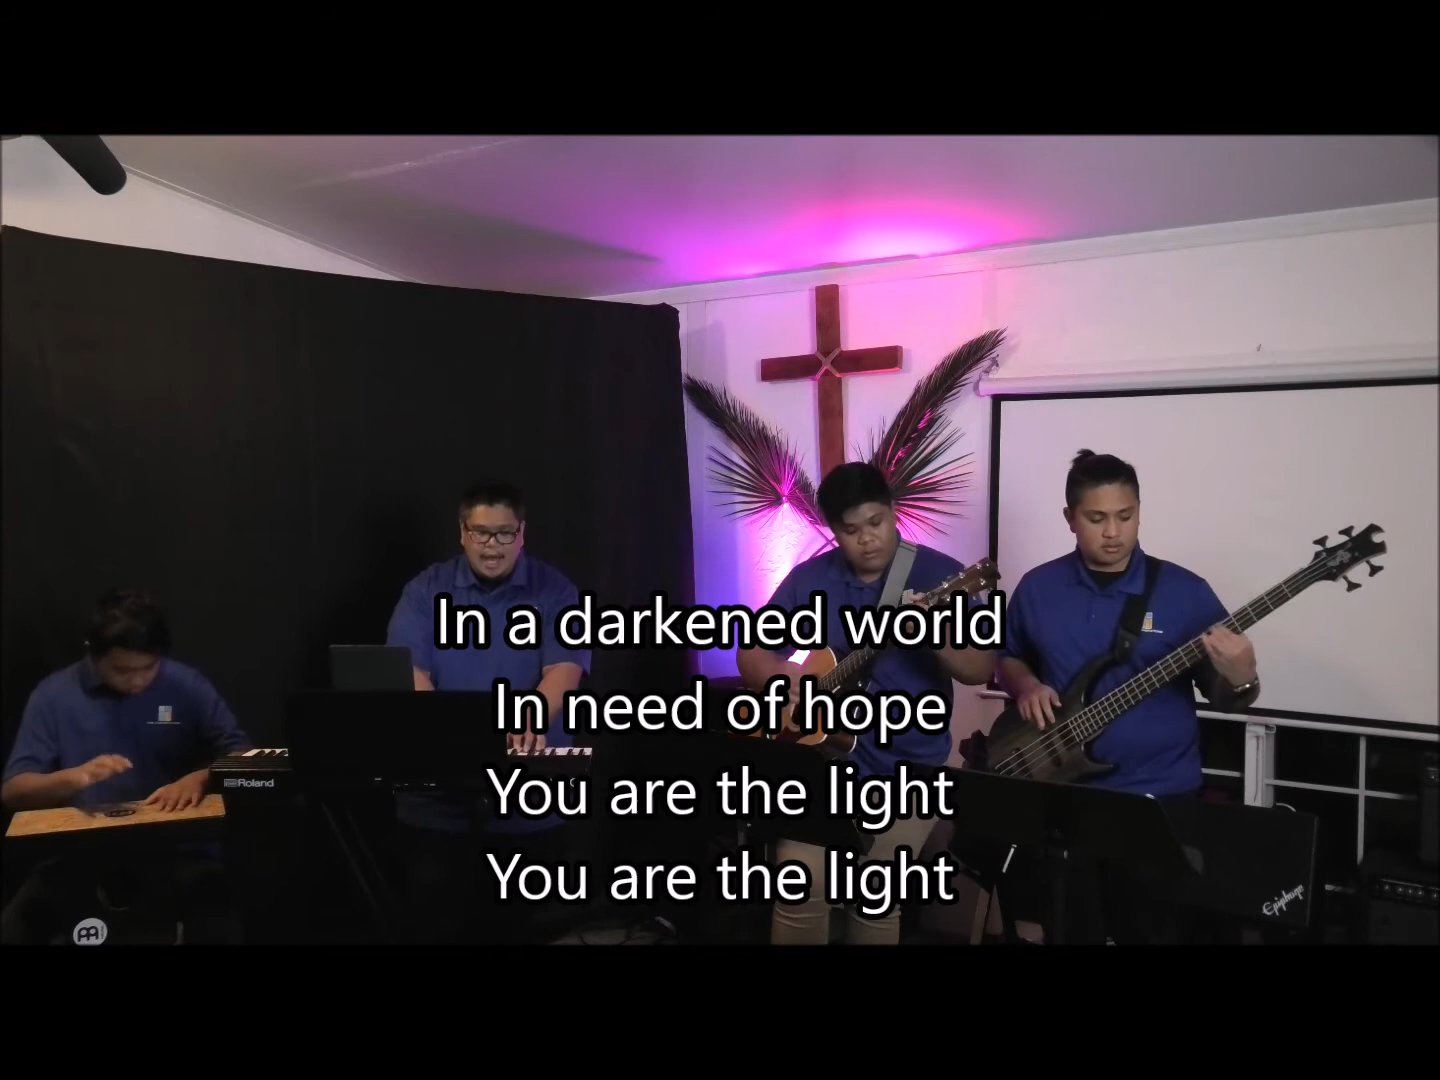 In a darkened world
In need of hope
You are the light
You are the light
Roland
Epiphone